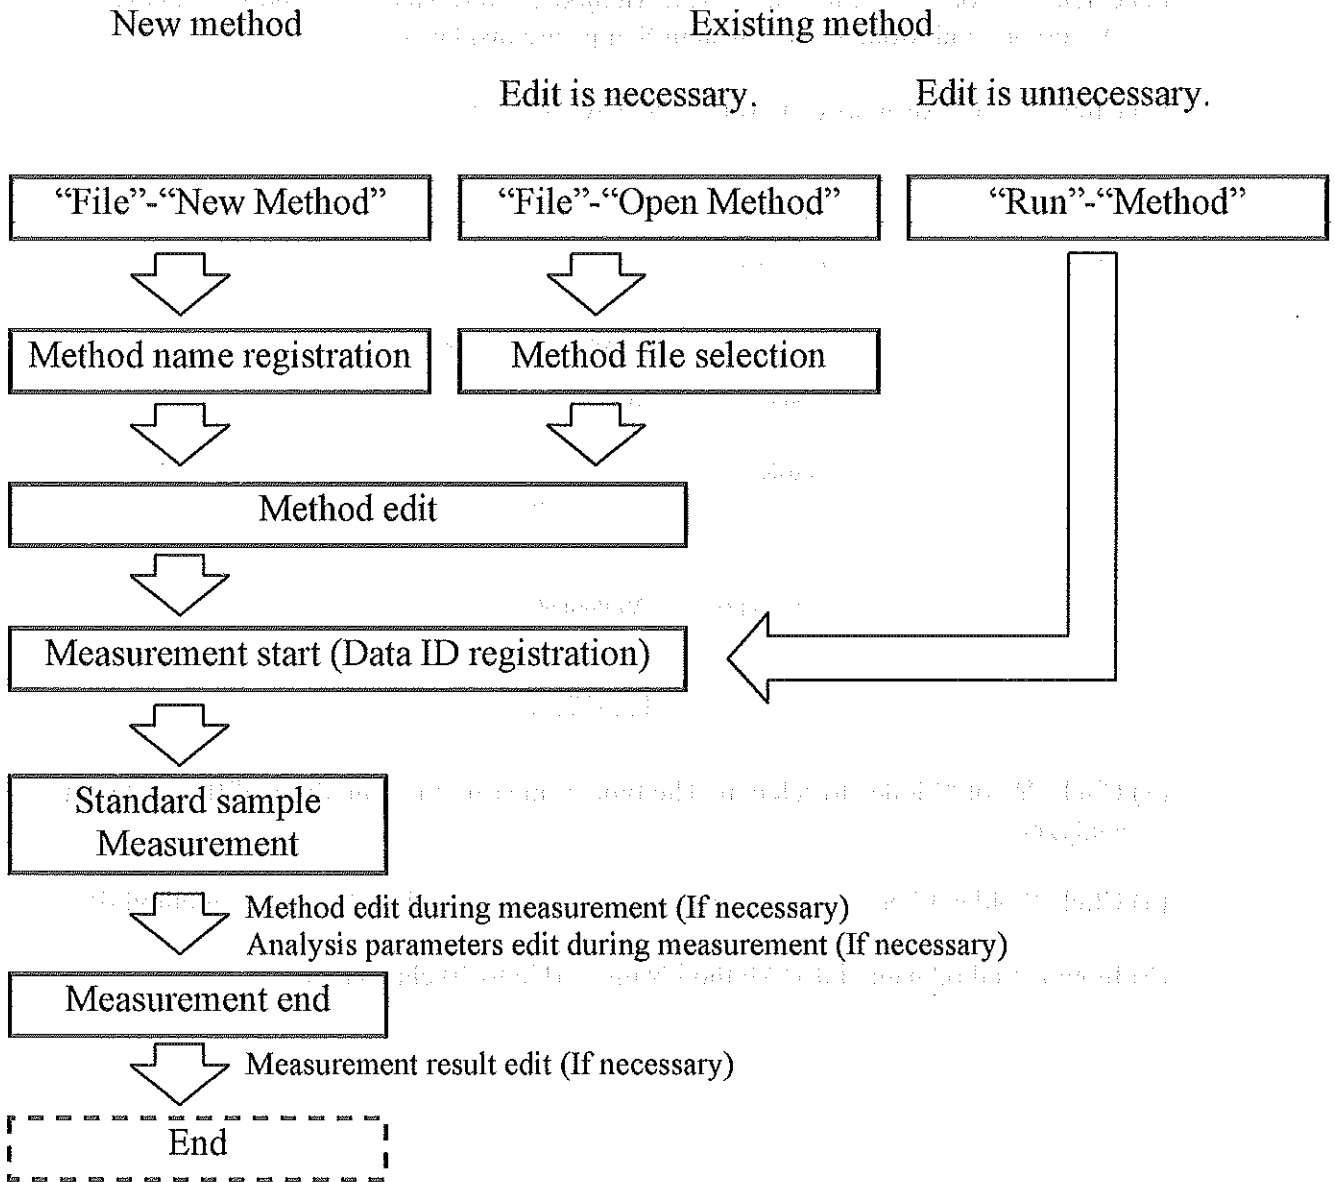 New method
Existing method
Edit is necessary.
Edit is unnecessary.
“File”-“New Method”
“File”-“Open Method”
“Run”-“Method”
Method name registration
Method file selection
Method edit
Measurement start (Data ID registration)
Standard sample
Measurement
Method edit during measurement (If necessary)
Analysis parameters edit during measurement (If necessary)
Measurement end
Measurement result edit (If necessary)
End